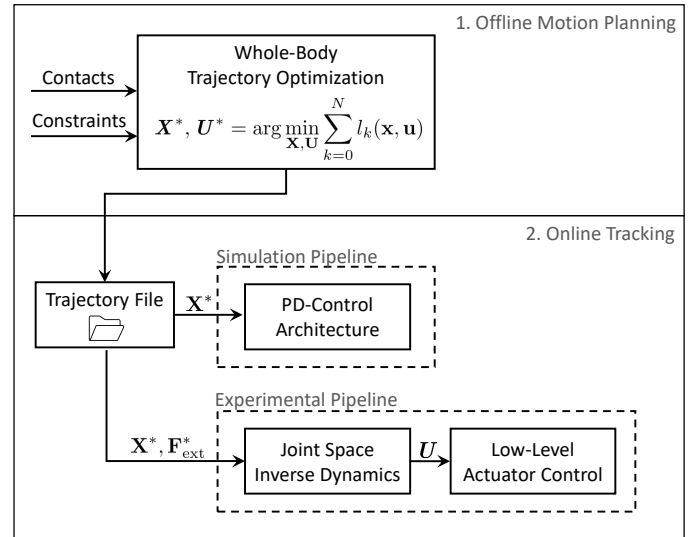 1. Offline Motion Planning
Whole-Body
Trajectory Optimization
Contacts
Constraints
X*, U* = arg min_{X,U} ∑_{k=0}^{N} l_k(x, u)
2. Online Tracking
Simulation Pipeline
Trajectory File
X*
PD-Control
Architecture
Experimental Pipeline
X*, F*_ext
Joint Space
Inverse Dynamics
U
Low-Level
Actuator Control